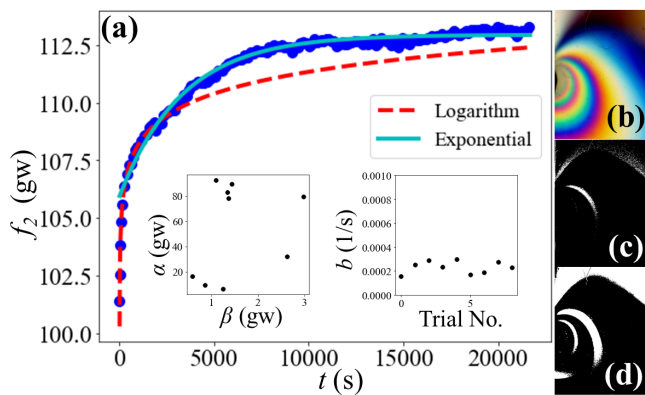 (a)
112.5
110.0
107.5
105.0
102.5
100.0
f₂ (gw)
Logarithm
Exponential
80
60
40
20
α (gw)
1
2
3
β (gw)
0.0010
0.0008
0.0006
0.0004
0.0002
0.0000
b (1/s)
0
5
Trial No.
0
5000
10000
15000
20000
t (s)
(b)
(c)
(d)